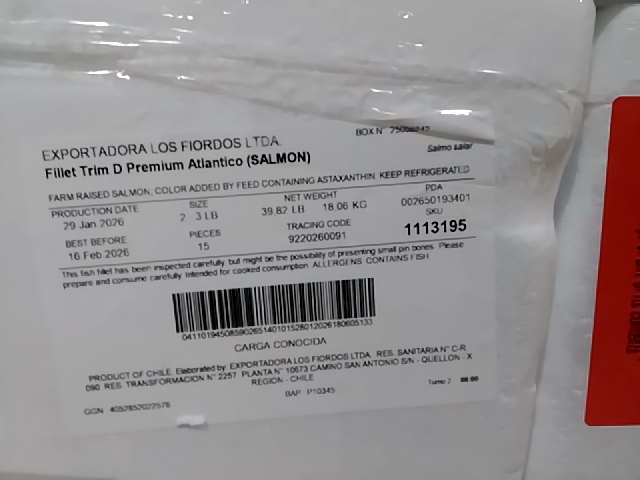 EXPORTADORA LOS FIORDOS LTDA.
BOX N°
Fillet Trim D Premium Atlantico (SALMON)
Salmo salar
FARM RAISED SALMON, COLOR ADDED BY FEED CONTAINING ASTAXANTHIN. KEEP REFRIGERATED
PRODUCTION DATE SIZE NET WEIGHT PDA
29 Jan 2026 2 3 LB 39.82 LB 18.06 KG 002650193401
BEST BEFORE PIECES TRACING CODE SKU
16 Feb 2026 15 9220260091 1113195
This fish fillet has been inspected carefully, but might be the possibility of presenting small pin bones. Please
prepare and consume carefully. Intended for cooked consumption. ALLERGENS: CONTAINS FISH
CARGA CONOCIDA
PRODUCT OF CHILE. Elaborated by: EXPORTADORA LOS FIORDOS LTDA. RES. SANITARIA N° C-R
090 RES. TRANSFORMACION N° 2257 PLANTA N° 10673 CAMINO SAN ANTONIO S/N - QUELLON - X
REGION - CHILE
Turno 2
GGN: 4052852022576
BAP P10345